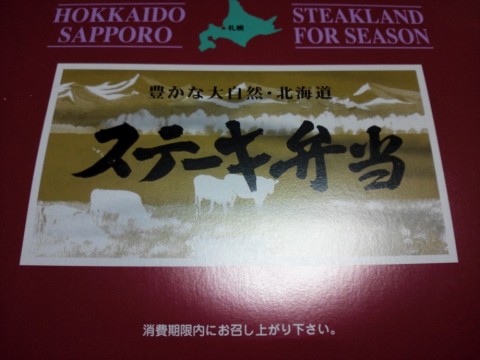 HOKKAIDO
SAPPORO
札幌
STEAKLAND
FOR SEASON
豊かな大自然・北海道
ステーキ弁当
消費期限内にお召し上がり下さい。